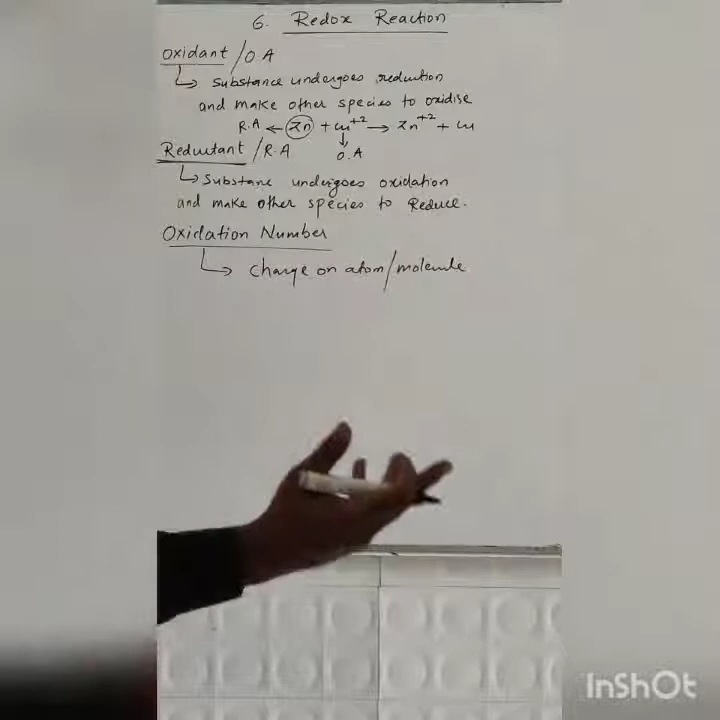 6. Redox Reaction
Oxidant / O A
↳ Substance undergoes reduction
and make other species to oxidise
R.A ← Zn + Cu+2 → Zn+2 + Cu
↓
O.A
Reductant / R.A
↳ Substane undergoes oxidation
and make other species to Reduce.
Oxidation Number
↳ charge on atom/molecule
InShOt